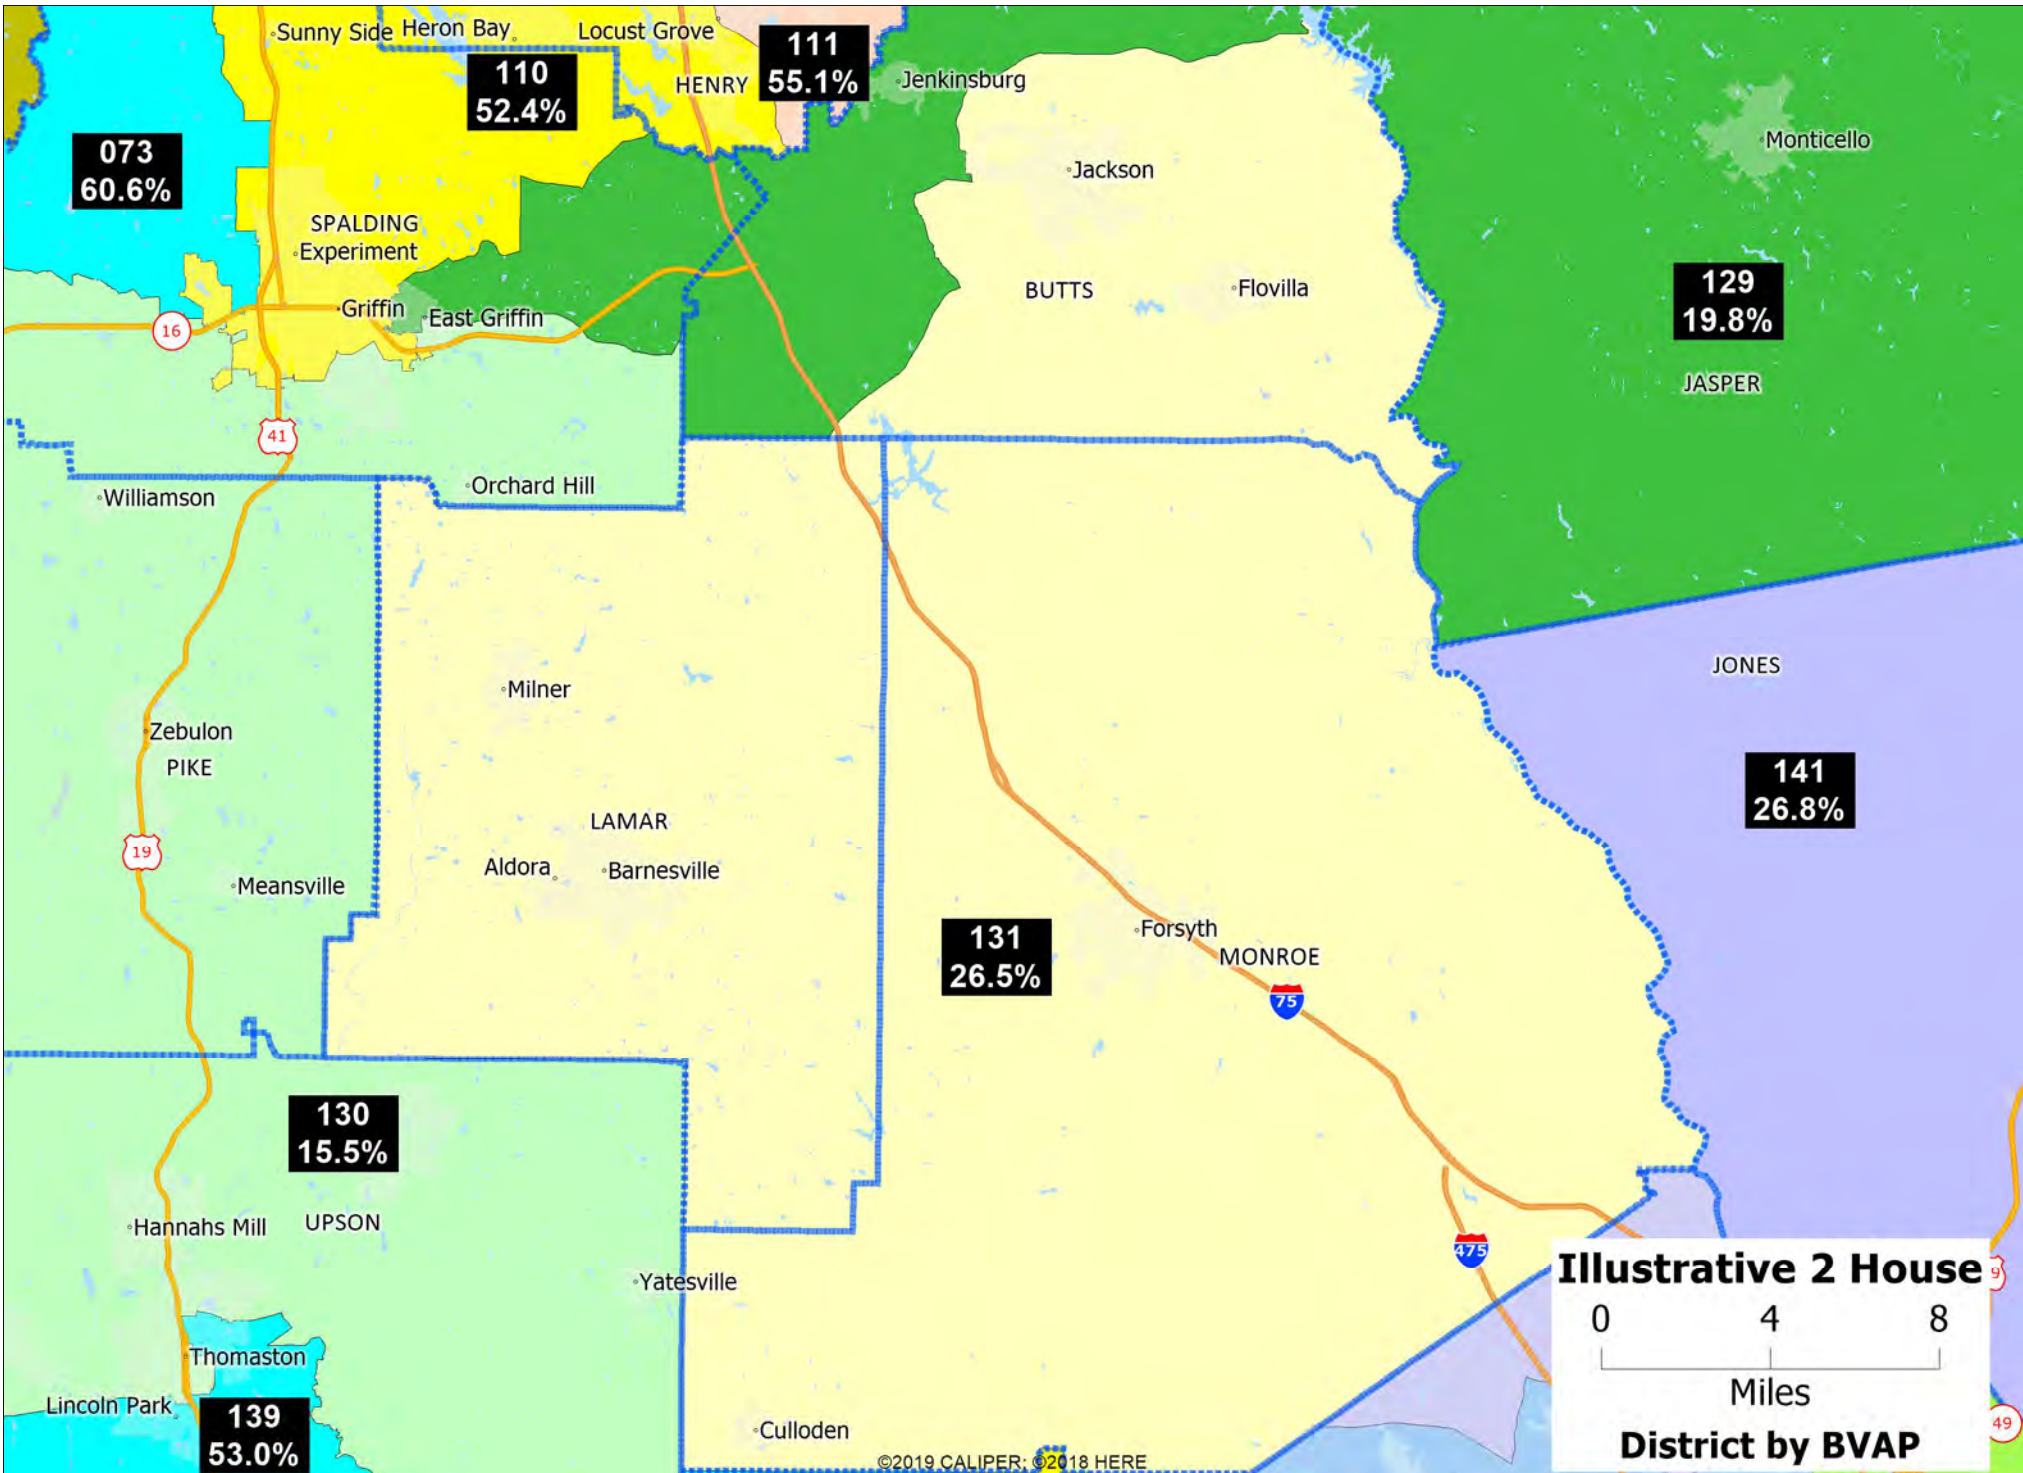 Sunny Side
Heron Bay
Locust Grove
111
55.1%
110
52.4%
HENRY
Jenkinsburg
073
60.6%
Monticello
Jackson
SPALDING
Experiment
BUTTS
Flovilla
129
19.8%
Griffin
East Griffin
16
JASPER
41
Orchard Hill
Williamson
JONES
Milner
Zebulon
PIKE
141
26.8%
LAMAR
19
Aldora
Barnesville
Meansville
131
26.5%
Forsyth
MONROE
75
130
15.5%
Hannahs Mill
UPSON
475
Yatesville
Illustrative 2 House
9
0 4 8
Miles
District by BVAP
Thomaston
Lincoln Park
139
53.0%
Culloden
49
©2019 CALIPER; ©2018 HERE